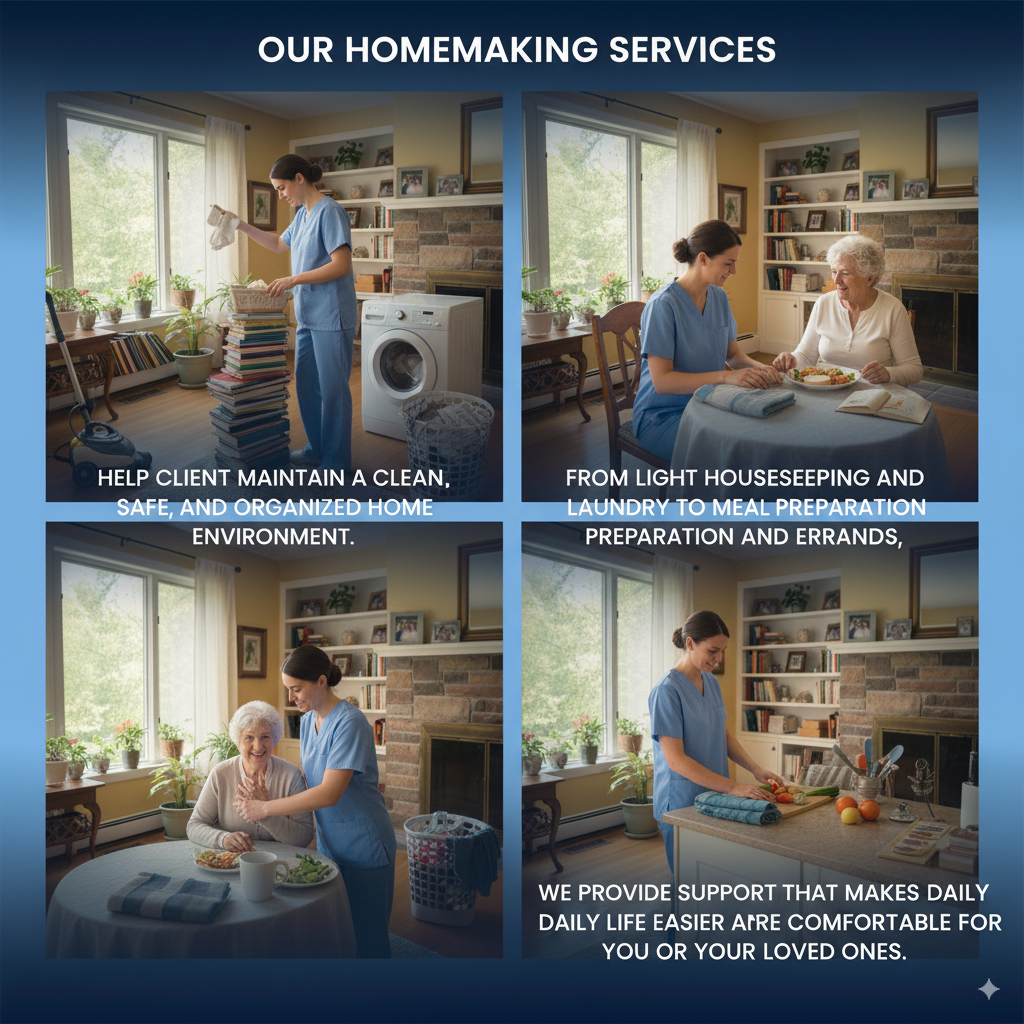 OUR HOMEMAKING SERVICES
HELP CLIENT MAINTAIN A CLEAN,
SAFE, AND ORGANIZED HOME
ENVIRONMENT.
FROM LIGHT HOUSESEEPING AND
LAUNDRY TO MEAL PREPARATION
PREPARATION AND ERRANDS,
WE PROVIDE SUPPORT THAT MAKES DAILY
DAILY LIFE EASIER COMFORTABLE FOR
YOU OR YOUR LOVED ONES.